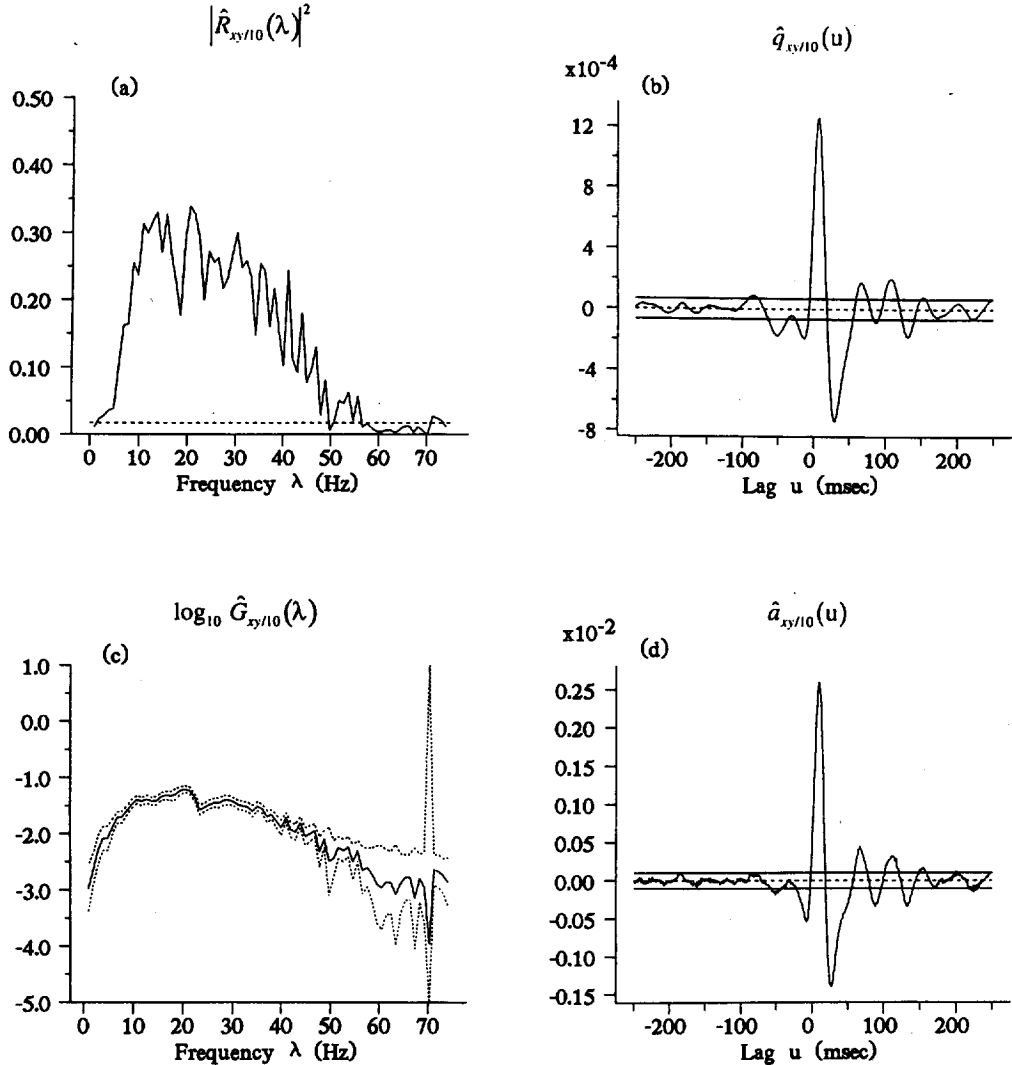 |R̂xy/10(λ)|²
(a)
0.50
0.40
0.30
0.20
0.10
0.00
0 10 20 30 40 50 60 70
Frequency λ (Hz)
q̂xy/10(u)
x10-4
(b)
12
8
4
0
-4
-8
-200 -100 0 100 200
Lag u (msec)
log10 Ĝxy/10(λ)
(c)
1.0
0.0
-1.0
-2.0
-3.0
-4.0
-5.0
0 10 20 30 40 50 60 70
Frequency λ (Hz)
âxy/10(u)
x10-2
(d)
0.25
0.20
0.15
0.10
0.05
0.00
-0.05
-0.10
-0.15
-200 -100 0 100 200
Lag u (msec)